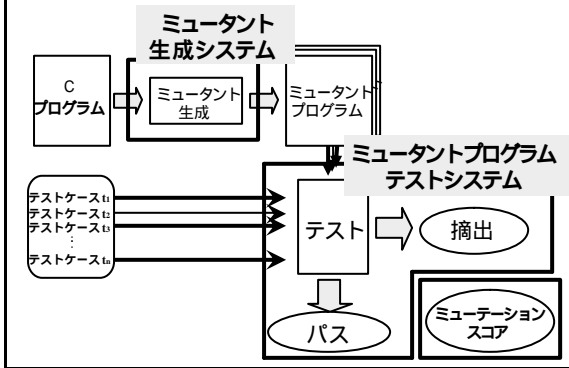 ミュータント
生成システム
C
プログラム
ミュータント
生成
ミュータント
プログラム
ミュータントプログラム
テストシステム
テストケースt1
テストケースt2
テストケースt3
⋮
テストケースtn
テスト
摘出
パス
ミューテーション
スコア